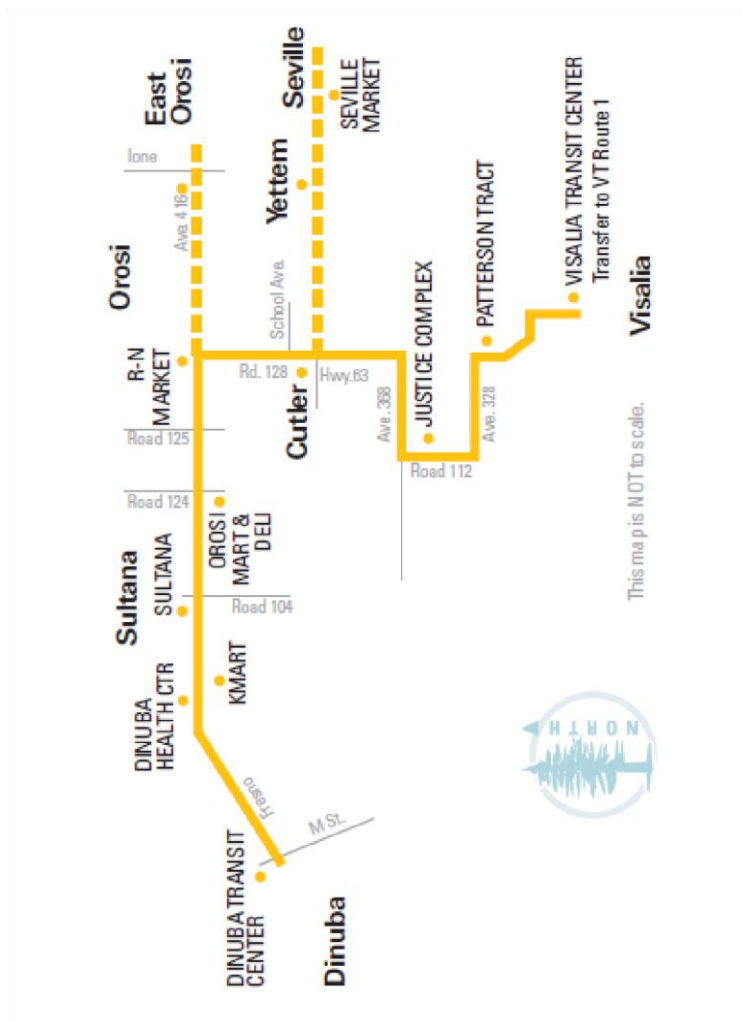 East
Orosi
Ione
Ave. 416
Orosi
R-N
MARKET
Road 125
Road 124
OROSI
MART &
DELI
Sultana
SULTANA
Road 104
DINUBA
HEALTH CTR
KMART
Fresno
M St.
DINUBA TRANSIT
CENTER
Dinuba
Seville
SEVILLE
MARKET
Yettem
School Ave.
Rd. 128
Hwy. 63
Cutler
Ave. 368
JUSTICE COMPLEX
Road 112
Ave. 328
PATTERSON TRACT
VISALIA TRANSIT CENTER
Transfer to VT Route 1
Visalia
This map is NOT to scale.
NORTH